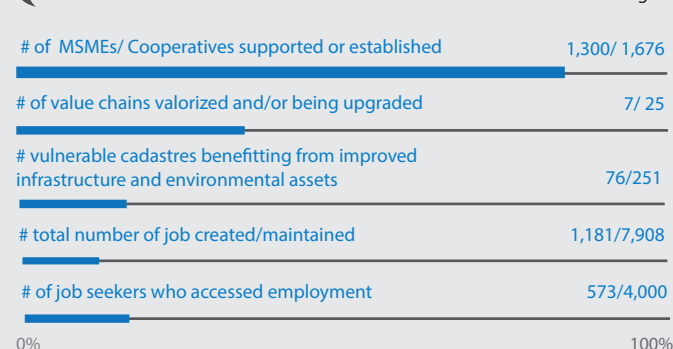 # of MSMEs/ Cooperatives supported or established 1,300/ 1,676
# of value chains valorized and/or being upgraded 7/ 25
# vulnerable cadastres benefitting from improved
infrastructure and environmental assets 76/251
# total number of job created/maintained 1,181/7,908
# of job seekers who accessed employment 573/4,000
0% 100%